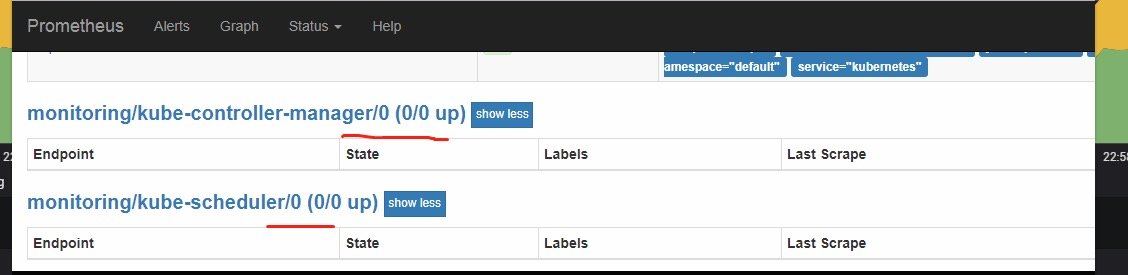 Prometheus Alerts Graph Status Help
amespace="default" service="kubernetes"
monitoring/kube-controller-manager/0 (0/0 up) show less
Endpoint State Labels Last Scrape
22:58
monitoring/kube-scheduler/0 (0/0 up) show less
Endpoint State Labels Last Scrape